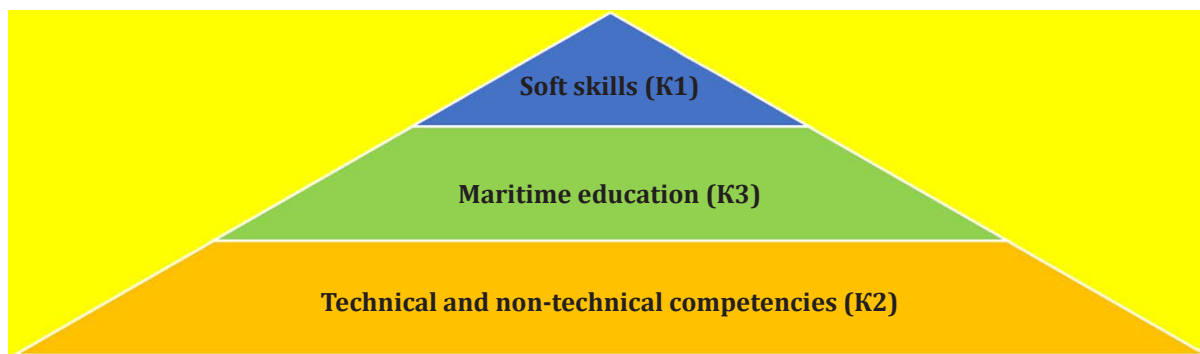 Soft skills (K1)
Maritime education (K3)
Technical and non-technical competencies (K2)